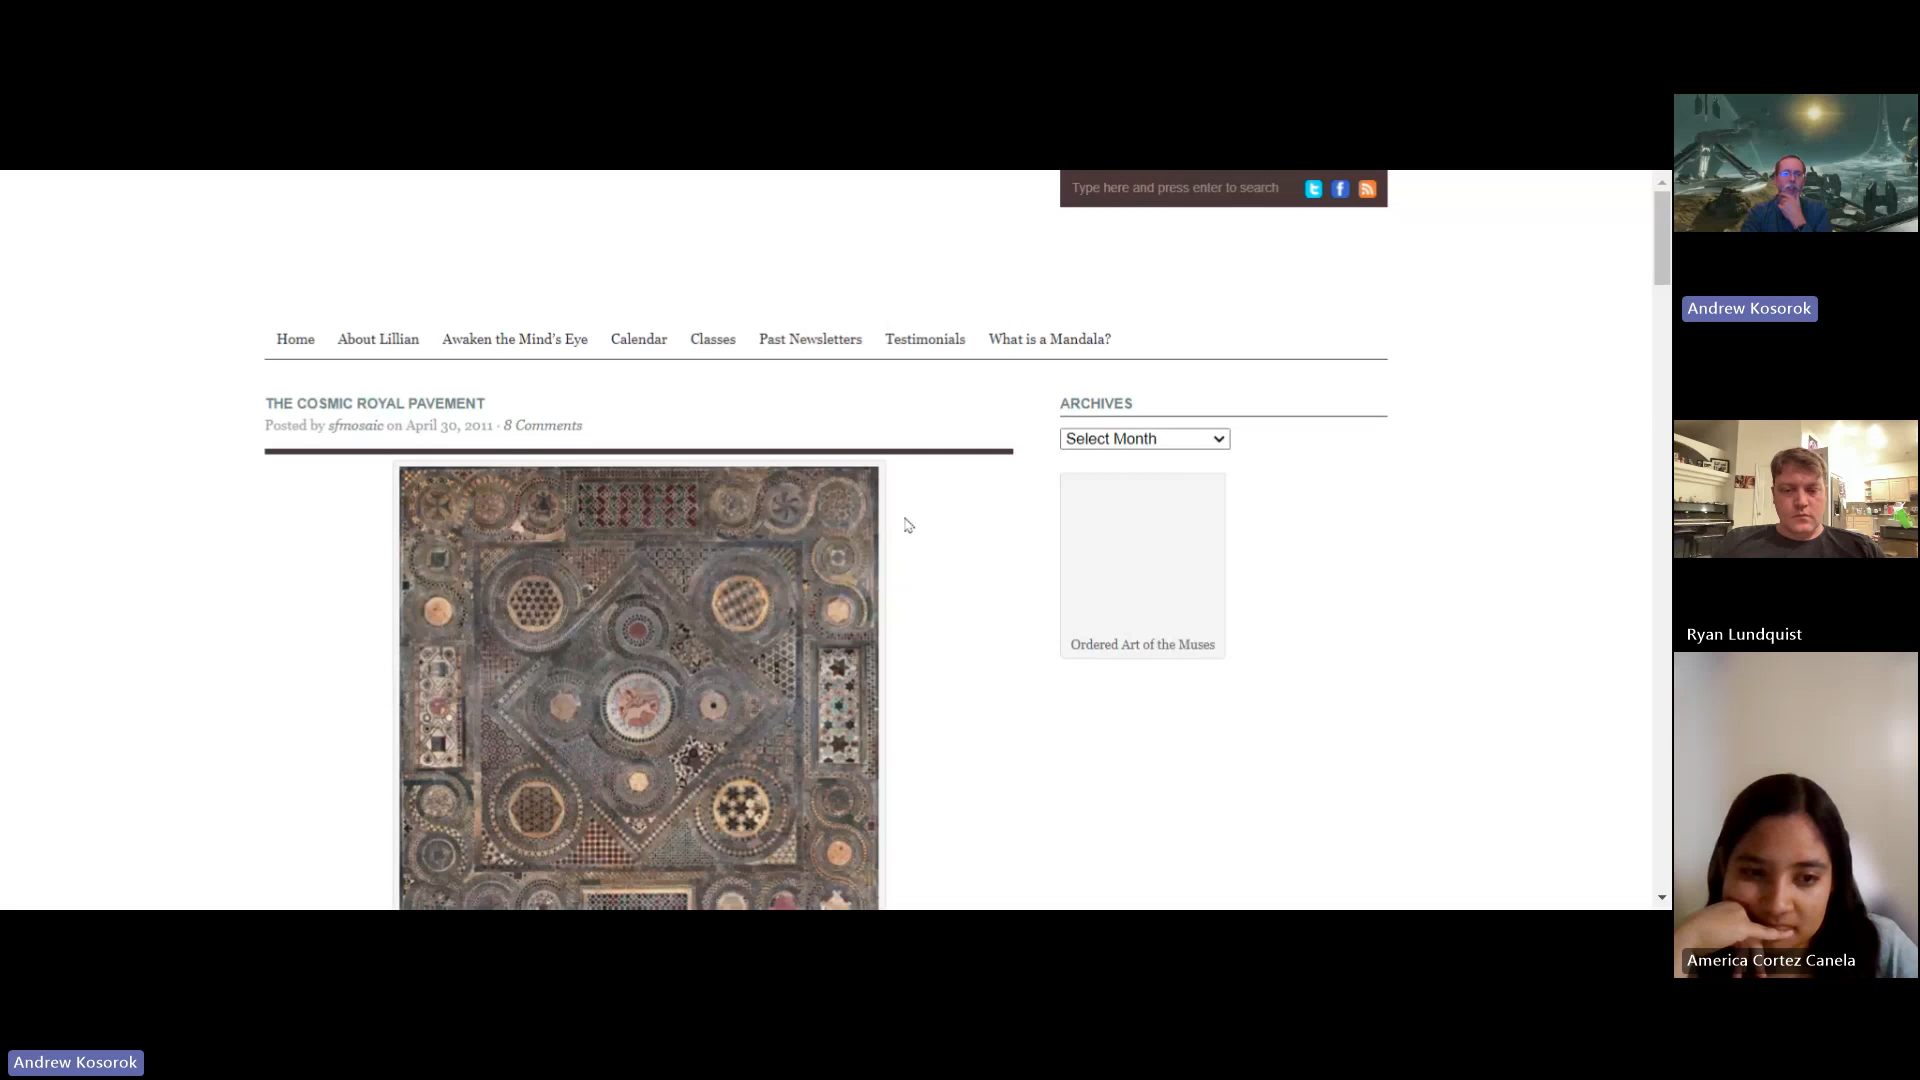 Type here and press enter to search
Home About Lillian Awaken the Mind's Eye Calendar Classes Past Newsletters Testimonials What is a Mandala?
THE COSMIC ROYAL PAVEMENT
Posted by sfmosaic on April 30, 2011 · 8 Comments
ARCHIVES
Select Month
Ordered Art of the Muses
Andrew Kosorok
Ryan Lundquist
America Cortez Canela
Andrew Kosorok